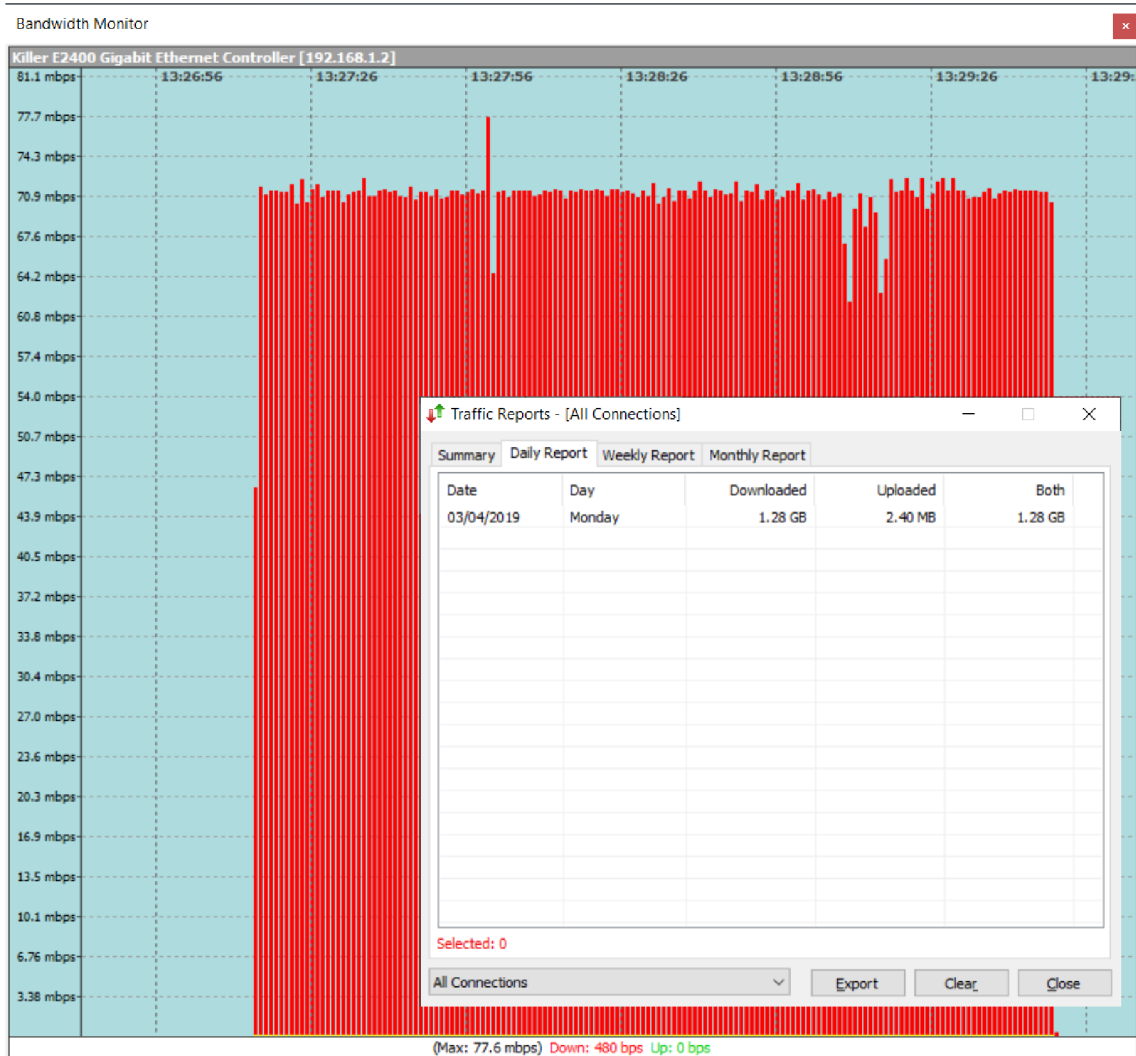 Bandwidth Monitor
Killer E2400 Gigabit Ethernet Controller [192.168.1.2]
81.1 mbps 13:26:56 13:27:26 13:27:56 13:28:26 13:28:56 13:29:26 13:29:
77.7 mbps
74.3 mbps
70.9 mbps
67.6 mbps
64.2 mbps
60.8 mbps
57.4 mbps
54.0 mbps
50.7 mbps
47.3 mbps
43.9 mbps
40.5 mbps
37.2 mbps
33.8 mbps
30.4 mbps
27.0 mbps
23.6 mbps
20.3 mbps
16.9 mbps
13.5 mbps
10.1 mbps
6.76 mbps
3.38 mbps
Traffic Reports - [All Connections]
Summary Daily Report Weekly Report Monthly Report
Date Day Downloaded Uploaded Both
03/04/2019 Monday 1.28 GB 2.40 MB 1.28 GB
Selected: 0
All Connections Export Clear Close
(Max: 77.6 mbps) Down: 480 bps Up: 0 bps